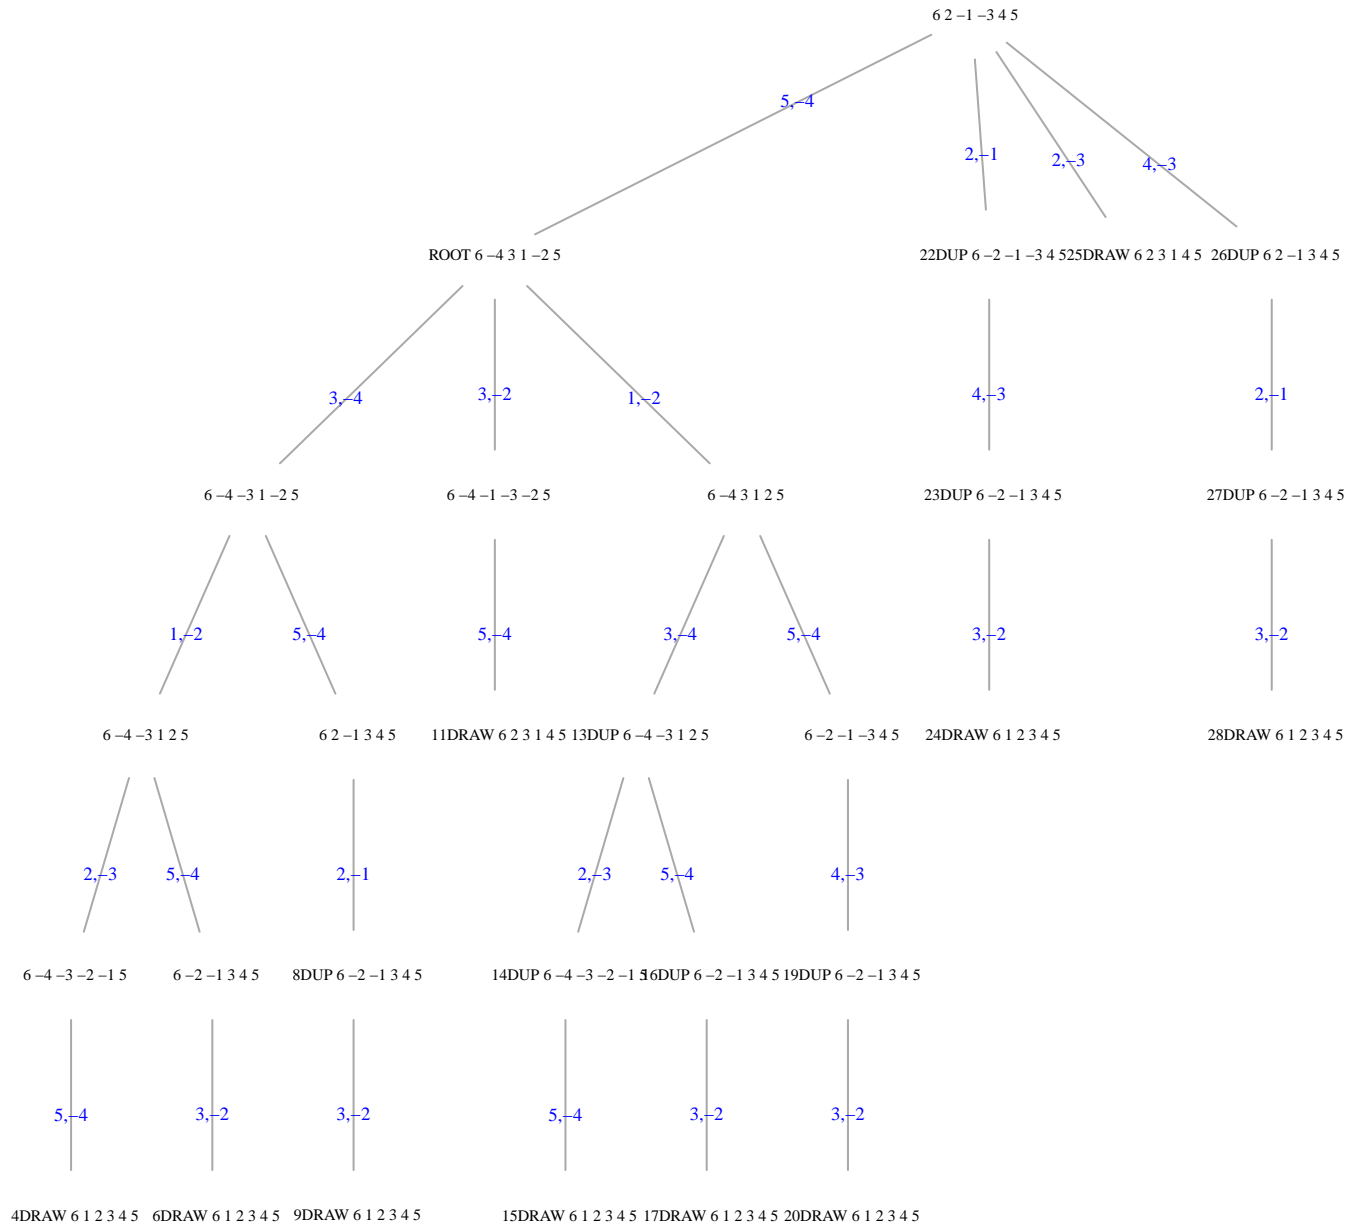 6 2 −1 −3 4 5
5,−4
2,−1
2,−3
4,−3
ROOT 6 −4 3 1 −2 5
22DUP 6 −2 −1 −3 4 5
25DRAW 6 2 3 1 4 5
26DUP 6 2 −1 3 4 5
3,−4
3,−2
1,−2
4,−3
2,−1
6 −4 −3 1 −2 5
6 −4 −1 −3 −2 5
6 −4 3 1 2 5
23DUP 6 −2 −1 3 4 5
27DUP 6 −2 −1 3 4 5
1,−2
5,−4
5,−4
3,−4
5,−4
3,−2
3,−2
6 −4 −3 1 2 5
6 2 −1 3 4 5
11DRAW 6 2 3 1 4 5
13DUP 6 −4 −3 1 2 5
6 −2 −1 −3 4 5
24DRAW 6 1 2 3 4 5
28DRAW 6 1 2 3 4 5
2,−3
5,−4
2,−1
2,−3
5,−4
4,−3
6 −4 −3 −2 −1 5
6 −2 −1 3 4 5
8DUP 6 −2 −1 3 4 5
14DUP 6 −4 −3 −2 −1 5
16DUP 6 −2 −1 3 4 5
19DUP 6 −2 −1 3 4 5
5,−4
3,−2
3,−2
5,−4
3,−2
3,−2
4DRAW 6 1 2 3 4 5
6DRAW 6 1 2 3 4 5
9DRAW 6 1 2 3 4 5
15DRAW 6 1 2 3 4 5
17DRAW 6 1 2 3 4 5
20DRAW 6 1 2 3 4 5